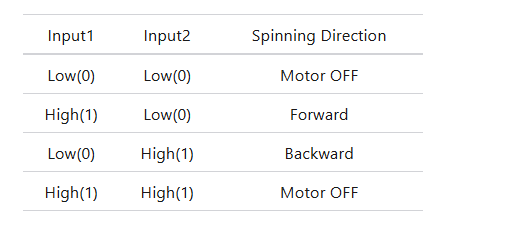 Input1 Input2 Spinning Direction
Low(0) Low(0) Motor OFF
High(1) Low(0) Forward
Low(0) High(1) Backward
High(1) High(1) Motor OFF